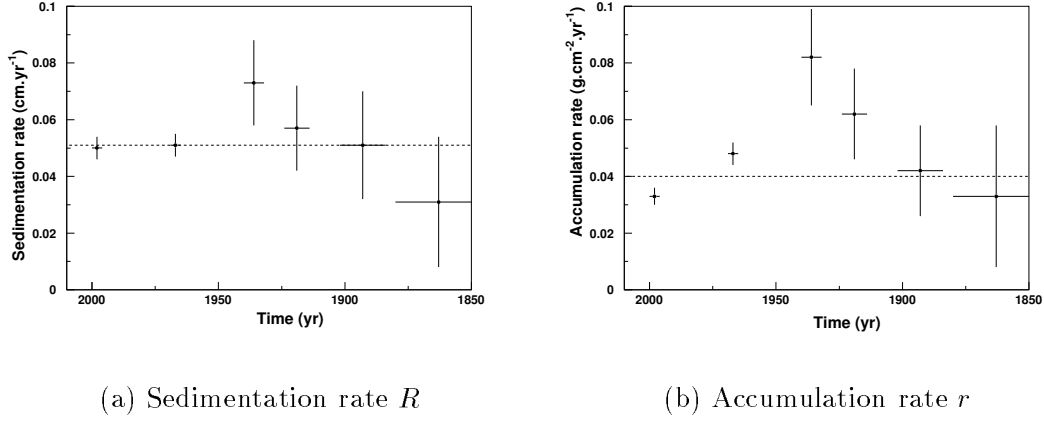 Sedimentation rate (cm.yr⁻¹)
0.1
0.08
0.06
0.04
0.02
0
2000 1950 1900 1850
Time (yr)
(a) Sedimentation rate R
Accumulation rate (g.cm⁻².yr⁻¹)
0.1
0.08
0.06
0.04
0.02
0
2000 1950 1900 1850
Time (yr)
(b) Accumulation rate r